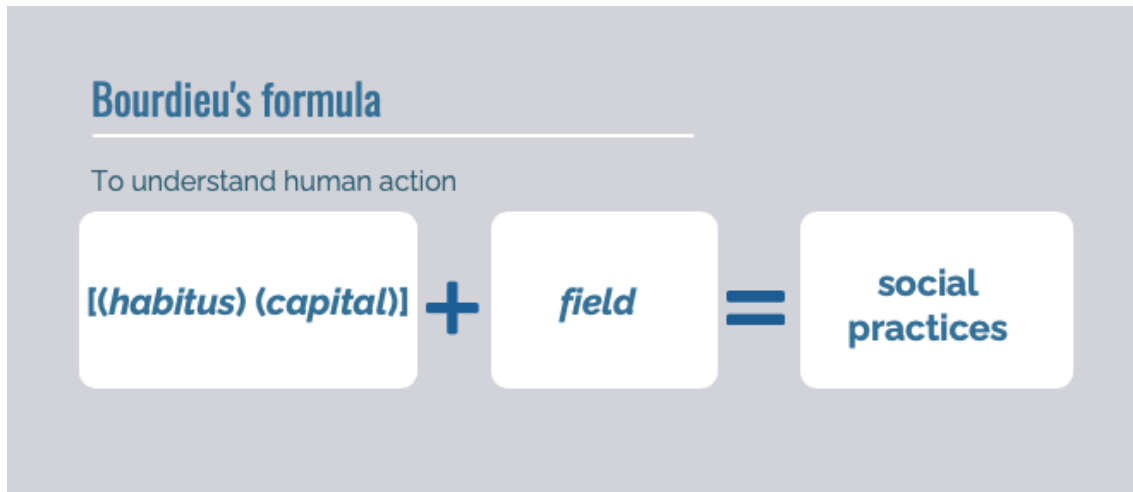 Bourdieu's formula
To understand human action
[(habitus) (capital)] + field = social
practices